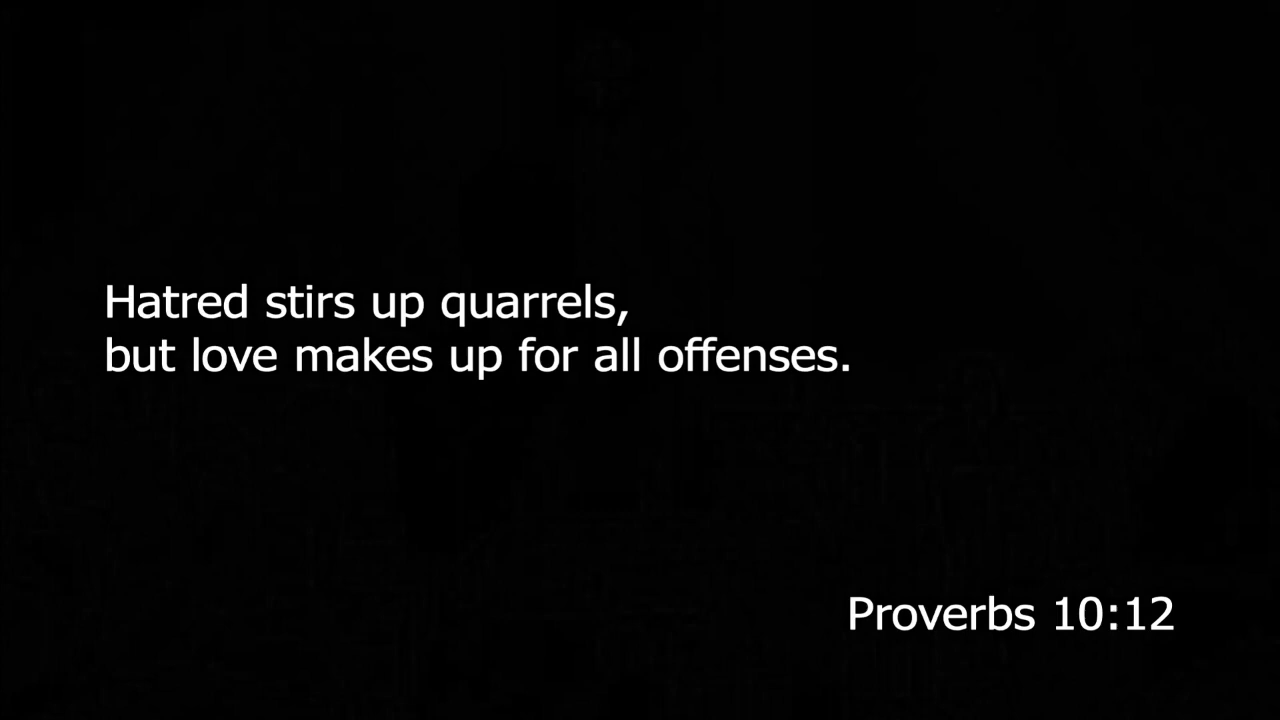 Hatred stirs up quarrels,
but love makes up for all offenses.
Proverbs 10:12